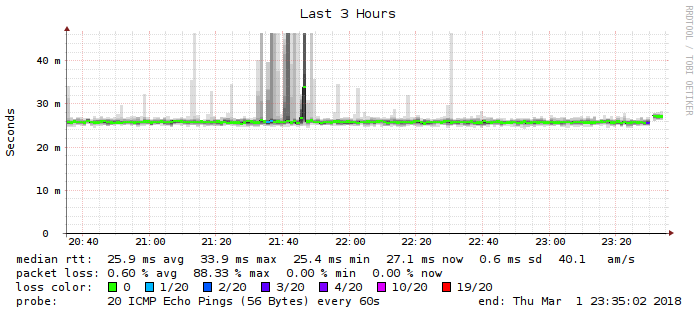 Last 3 Hours
RRDTOOL / TOBI OETIKER
Seconds
40 m
30 m
20 m
10 m
0
20:40 21:00 21:20 21:40 22:00 22:20 22:40 23:00 23:20
median rtt: 25.9 ms avg 33.9 ms max 25.4 ms min 27.1 ms now 0.6 ms sd 40.1 am/s
packet loss: 0.60 % avg 88.33 % max 0.00 % min 0.00 % now
loss color: 0 1/20 2/20 3/20 4/20 10/20 19/20
probe: 20 ICMP Echo Pings (56 Bytes) every 60s end: Thu Mar 1 23:35:02 2018